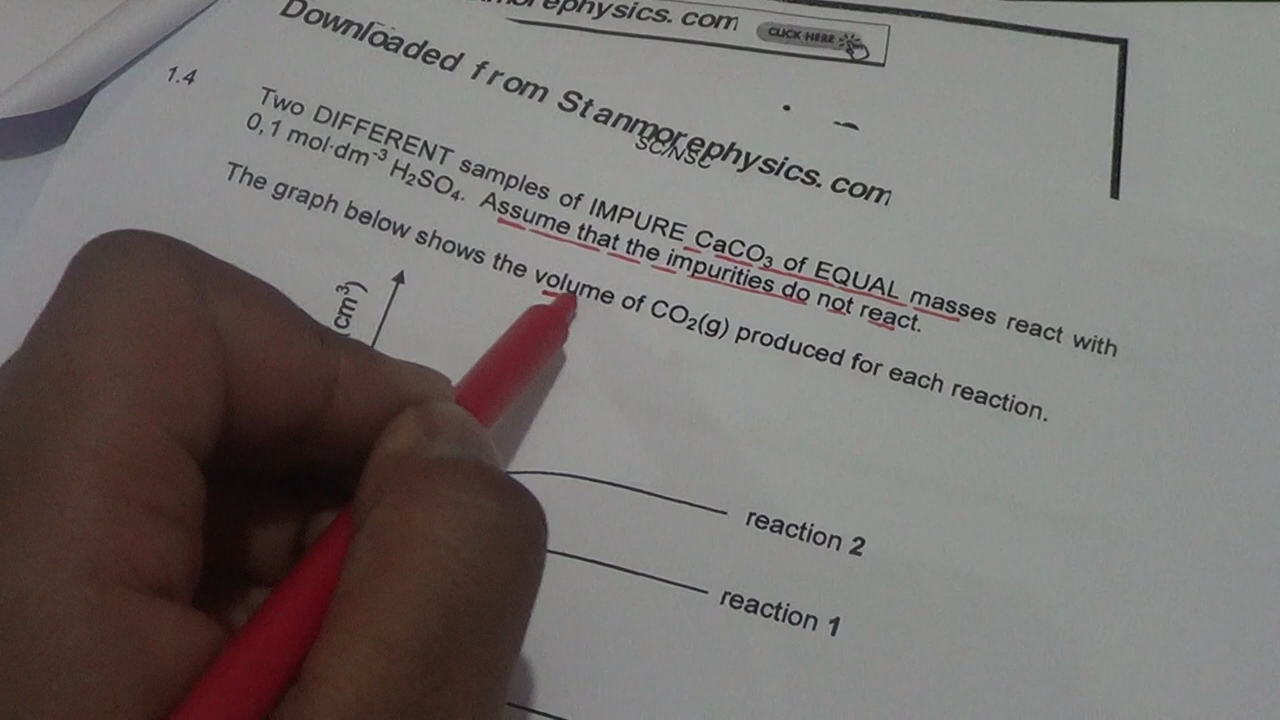 ephysics. com
CLICK HERE
Downloaded from Stanmorephysics. com
SC/NSC
1.4 Two DIFFERENT samples of IMPURE CaCO₃ of EQUAL masses react with
0,1 mol·dm⁻³ H₂SO₄. Assume that the impurities do not react.
The graph below shows the volume of CO₂(g) produced for each reaction.
(cm³)
reaction 2
reaction 1